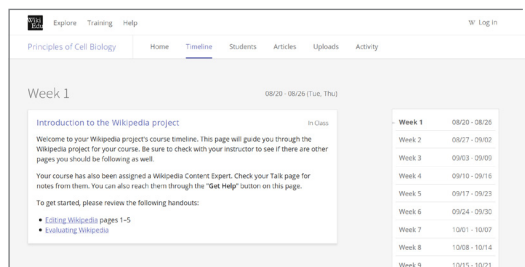 Wiki
Edu
Explore Training Help
W Log in
Principles of Cell Biology
Home Timeline Students Articles Uploads Activity
Week 1
08/20 - 08/26 (Tue, Thu)
Introduction to the Wikipedia project
In Class
Welcome to your Wikipedia project's course timeline. This page will guide you through the
Wikipedia project for your course. Be sure to check with your instructor to see if there are other
pages you should be following as well.
Your course has also been assigned a Wikipedia Content Expert. Check your Talk page for
notes from them. You can also reach them through the "Get Help" button on this page.
To get started, please review the following handouts:
• Editing Wikipedia pages 1–5
• Evaluating Wikipedia
Week 1 08/20 - 08/26
Week 2 08/27 - 09/02
Week 3 09/03 - 09/09
Week 4 09/10 - 09/16
Week 5 09/17 - 09/23
Week 6 09/24 - 09/30
Week 7 10/01 - 10/07
Week 8 10/08 - 10/14
Week 9 10/15 - 10/21